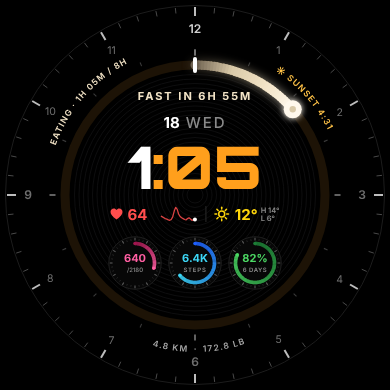 12
11
1
10
2
9
3
8
4
7
5
6
EATING · 1H 05M / 8H
☀ SUNSET 4:31
FAST IN 6H 55M
18 WED
1:05
64
12° H 14°
L 6°
640
/2180
6.4K
STEPS
82%
6 DAYS
4.8 KM · 172.8 LB